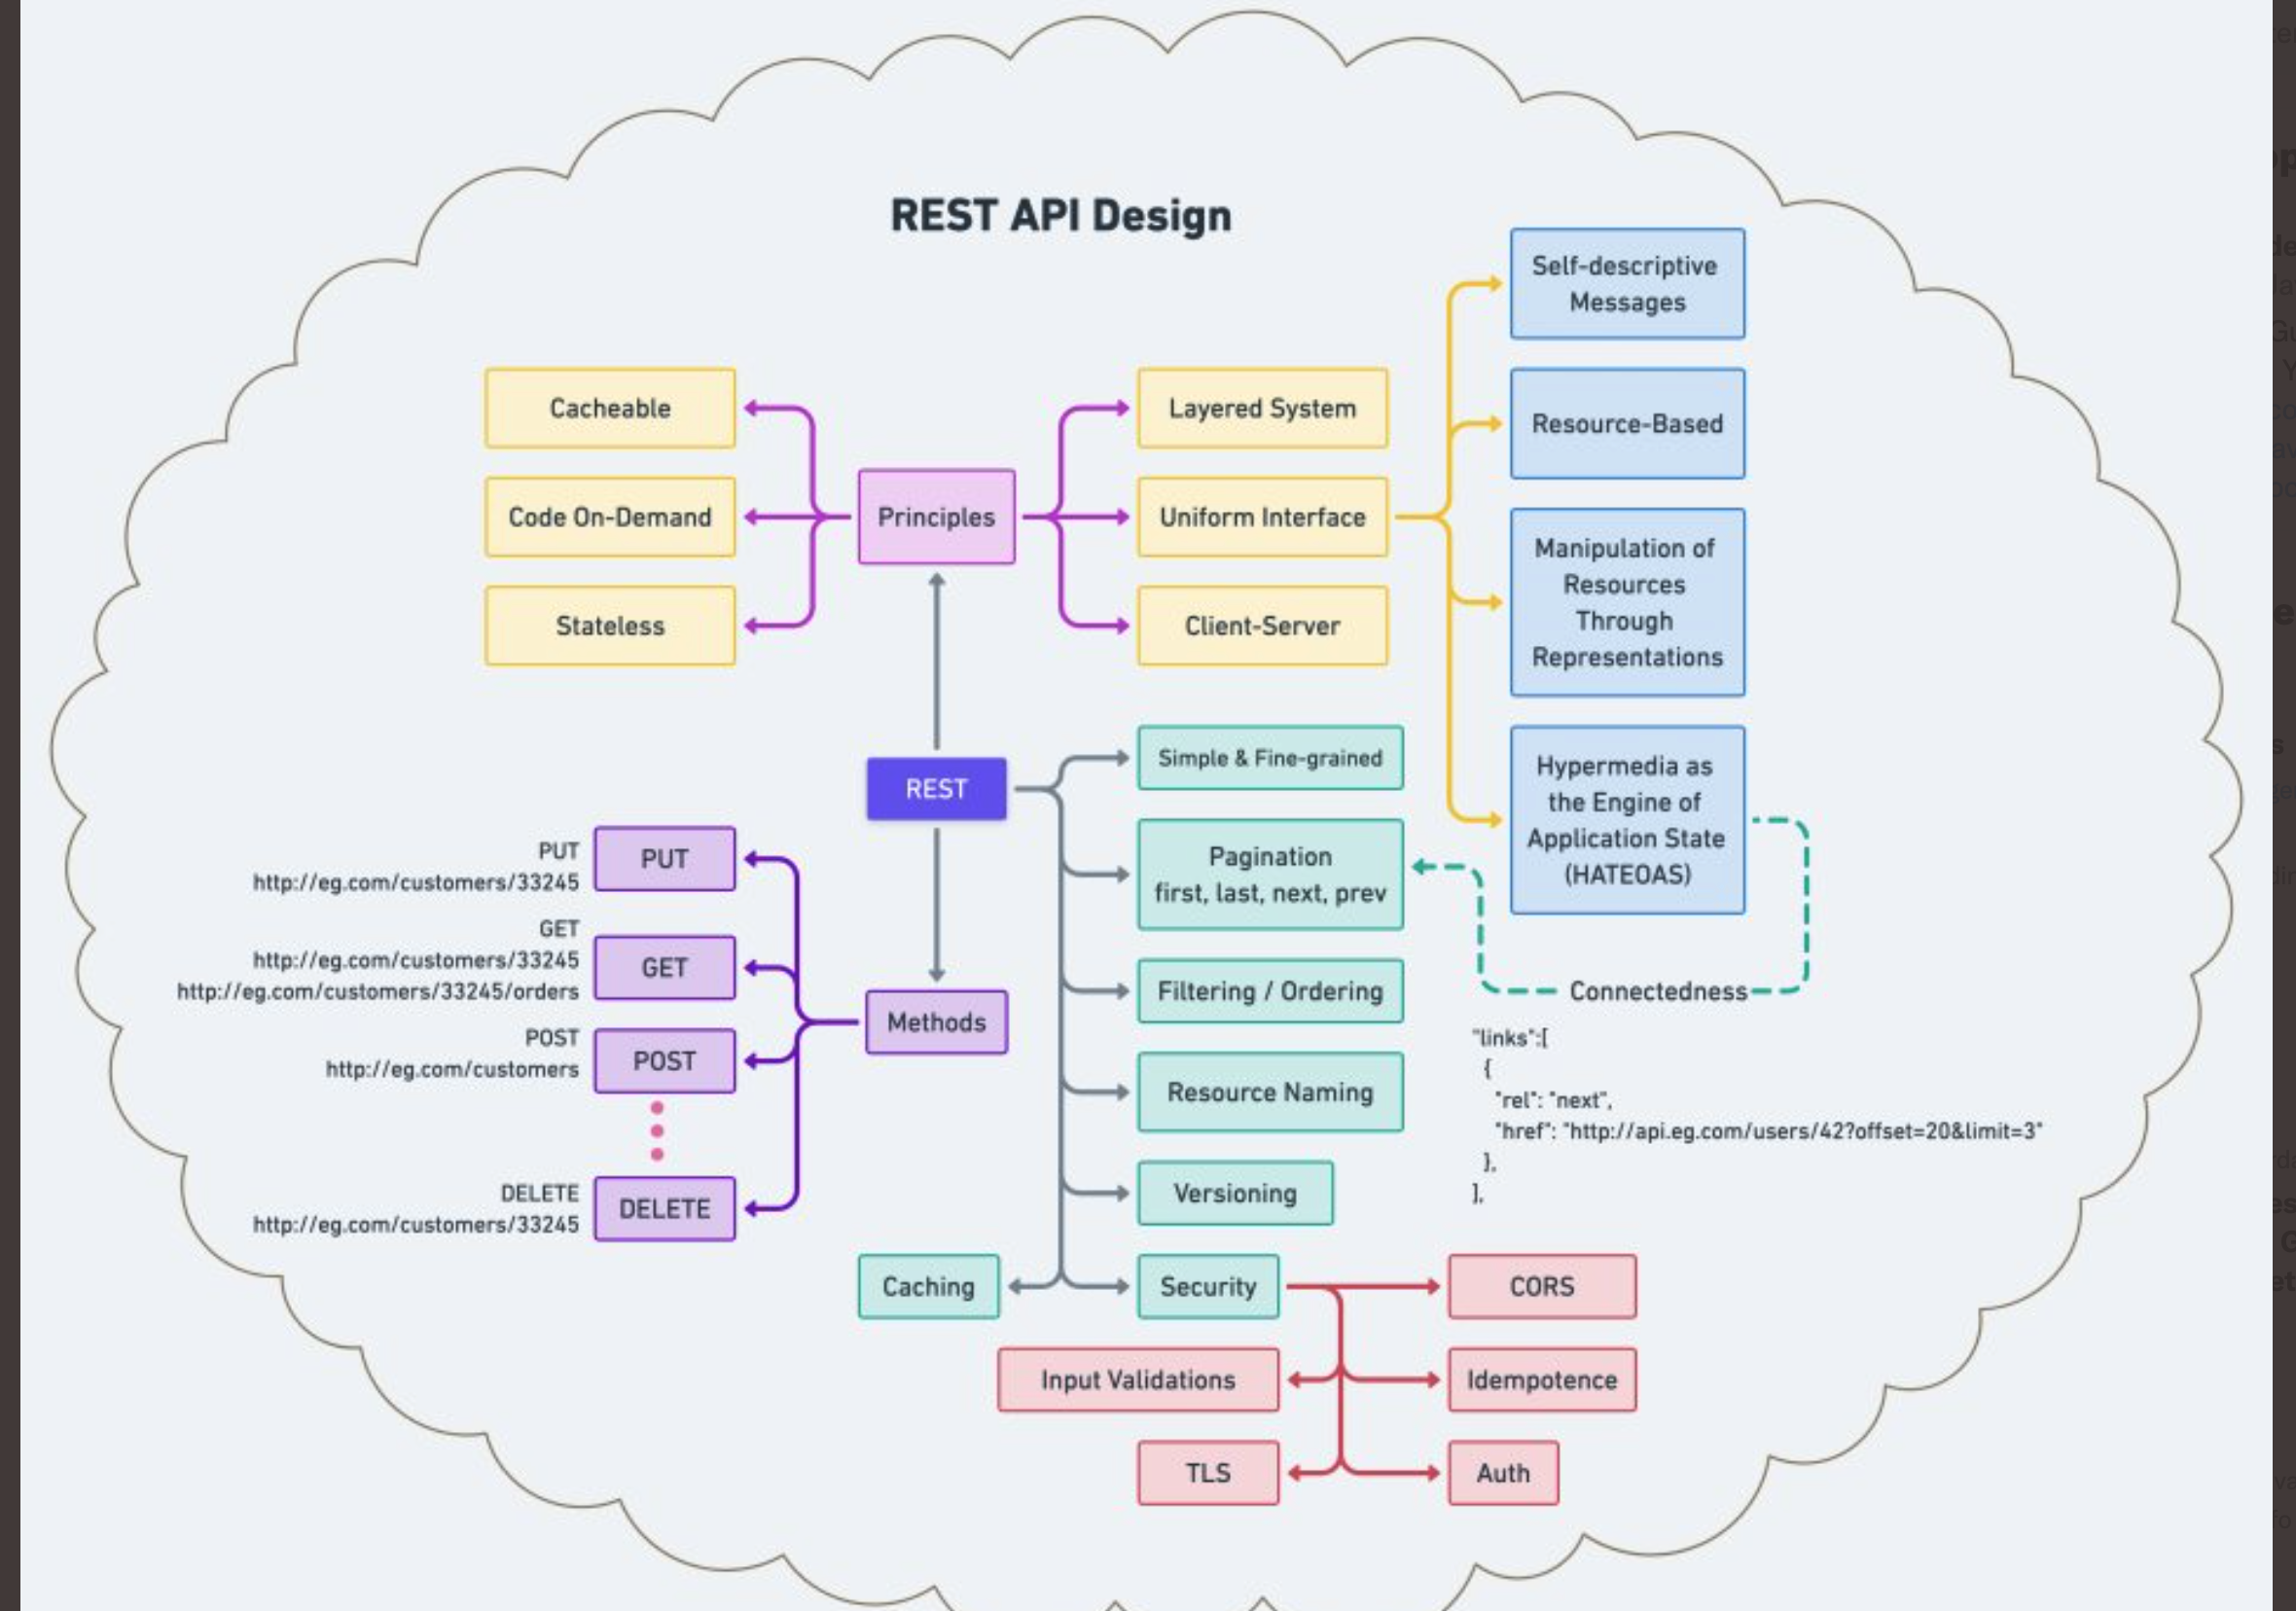 REST API Design
Self-descriptive
Messages
Cacheable
Layered System
Resource-Based
Code On-Demand
Principles
Uniform Interface
Manipulation of
Resources
Through
Representations
Stateless
Client-Server
REST
Simple & Fine-grained
Hypermedia as
the Engine of
Application State
(HATEOAS)
PUT
http://eg.com/customers/33245
PUT
Pagination
first, last, next, prev
GET
http://eg.com/customers/33245
http://eg.com/customers/33245/orders
GET
Methods
Filtering / Ordering
Connectedness
POST
http://eg.com/customers
POST
Resource Naming
"links":[
{
"rel": "next",
"href": "http://api.eg.com/users/42?offset=20&limit=3"
},
],
DELETE
http://eg.com/customers/33245
DELETE
Versioning
Caching
Security
CORS
Input Validations
Idempotence
TLS
Auth